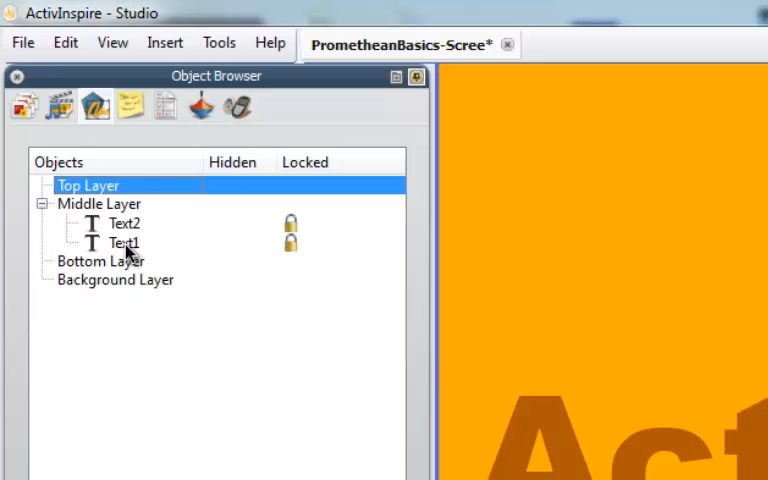 ActivInspire - Studio
File Edit View Insert Tools Help PrometheanBasics-Scree*
Object Browser
Objects Hidden Locked
Top Layer
Middle Layer
T Text2
T Text1
Bottom Layer
Background Layer
Act